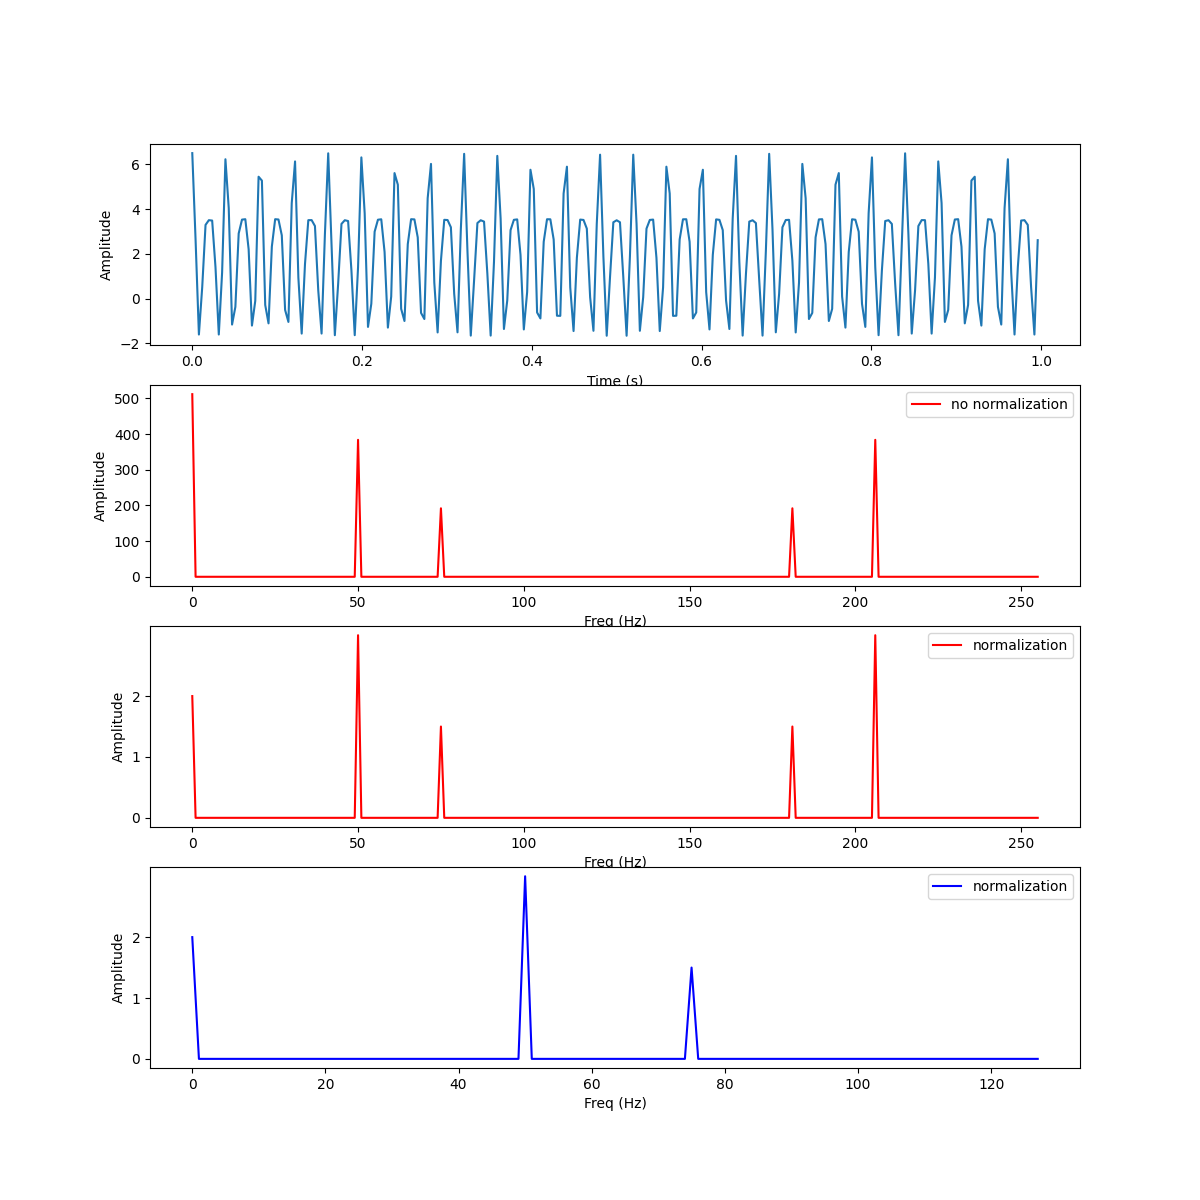 6
4
2
0
−2
Amplitude
0.0 0.2 0.4 0.6 0.8 1.0
Time (s)
no normalization
500
400
300
200
100
0
Amplitude
0 50 100 150 200 250
Freq (Hz)
normalization
2
1
0
Amplitude
0 50 100 150 200 250
Freq (Hz)
normalization
2
1
0
Amplitude
0 20 40 60 80 100 120
Freq (Hz)